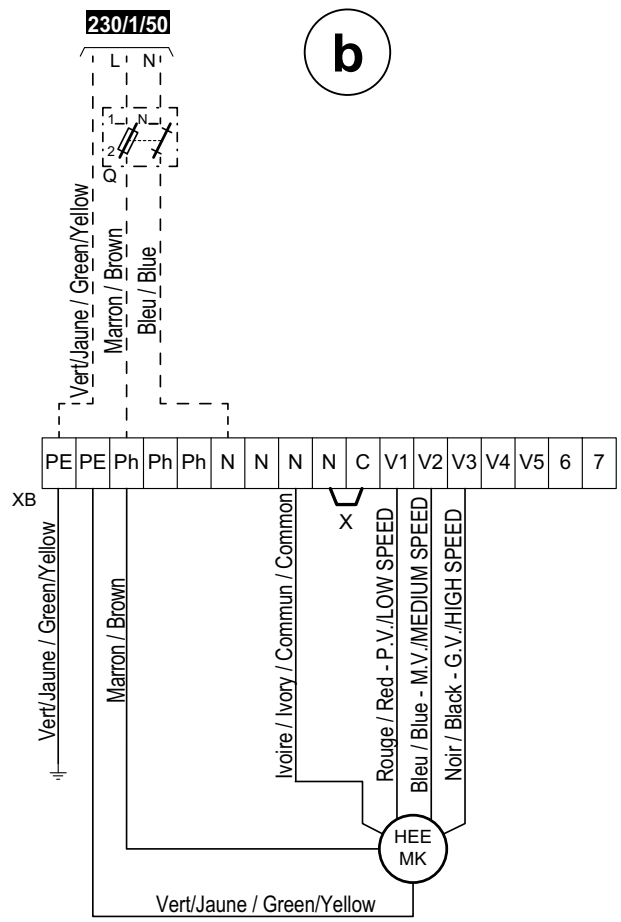 230/1/50
b
L N
1 N
2
Q
Vert/Jaune / Green/Yellow
Marron / Brown
Bleu / Blue
PE PE Ph Ph Ph N N N N C V1 V2 V3 V4 V5 6 7
XB
X
Vert/Jaune / Green/Yellow
Marron / Brown
Ivoire / Ivory / Commun / Common
Rouge / Red - P.V./LOW SPEED
Bleu / Blue - M.V./MEDIUM SPEED
Noir / Black - G.V./HIGH SPEED
HEE
MK
Vert/Jaune / Green/Yellow